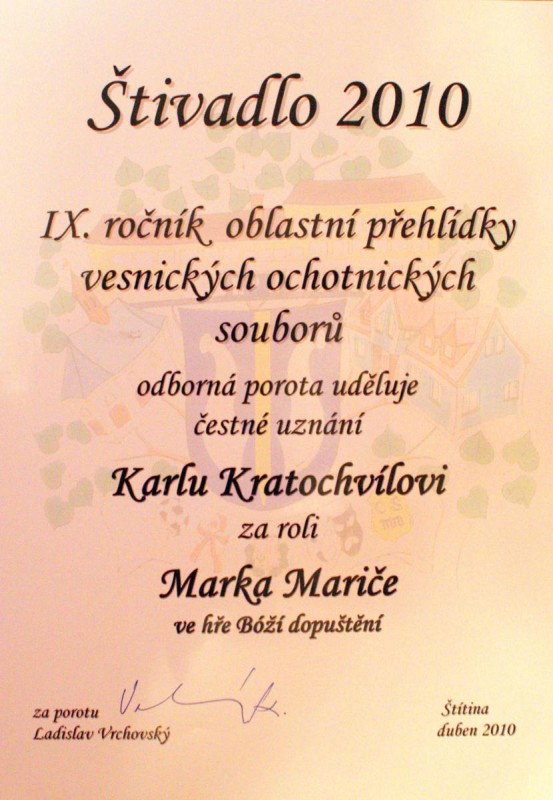 Štivadlo 2010
IX. ročník oblastní přehlídky
vesnických ochotnických
souborů
odborná porota uděluje
čestné uznání
Karlu Kratochvílovi
za roli
Marka Mariče
ve hře Bóží dopuštění
za porotu
Ladislav Vrchovský
Štítina
duben 2010